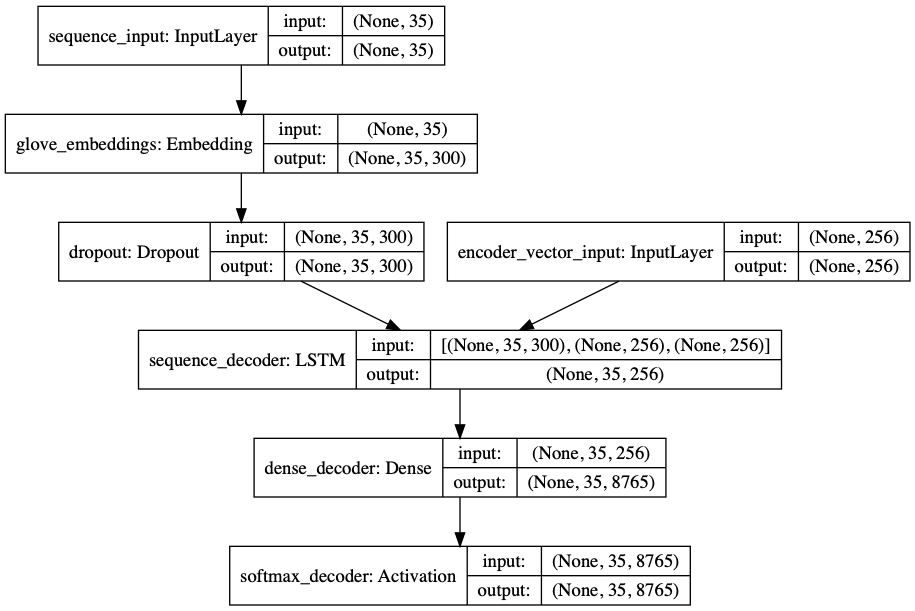 sequence_input: InputLayer
input: (None, 35)
output: (None, 35)
glove_embeddings: Embedding
input: (None, 35)
output: (None, 35, 300)
dropout: Dropout
input: (None, 35, 300)
output: (None, 35, 300)
encoder_vector_input: InputLayer
input: (None, 256)
output: (None, 256)
sequence_decoder: LSTM
input: [(None, 35, 300), (None, 256), (None, 256)]
output: (None, 35, 256)
dense_decoder: Dense
input: (None, 35, 256)
output: (None, 35, 8765)
softmax_decoder: Activation
input: (None, 35, 8765)
output: (None, 35, 8765)